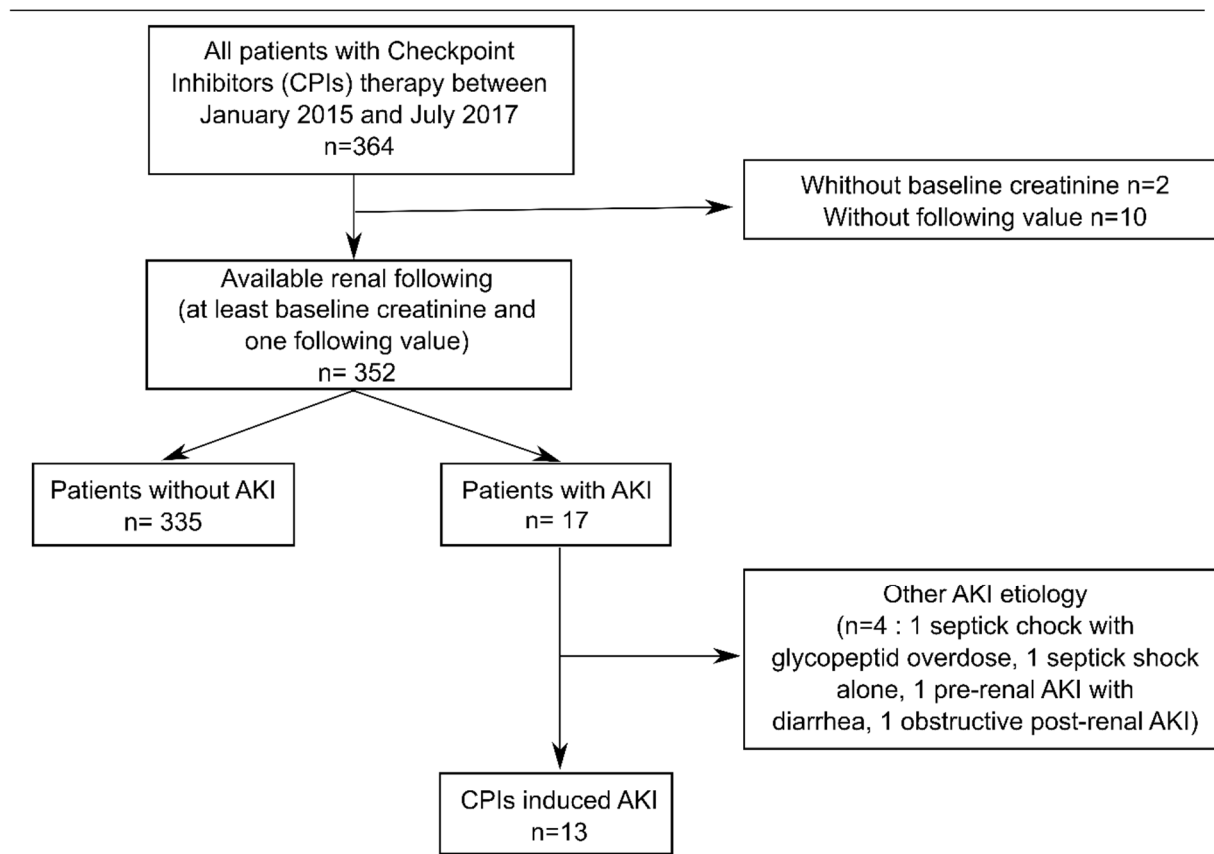 All patients with Checkpoint
Inhibitors (CPIs) therapy between
January 2015 and July 2017
n=364
Whithout baseline creatinine n=2
Without following value n=10
Available renal following
(at least baseline creatinine and
one following value)
n= 352
Patients without AKI
n= 335
Patients with AKI
n= 17
Other AKI etiology
(n=4 : 1 septick chock with
glycopeptid overdose, 1 septick shock
alone, 1 pre-renal AKI with
diarrhea, 1 obstructive post-renal AKI)
CPIs induced AKI
n=13